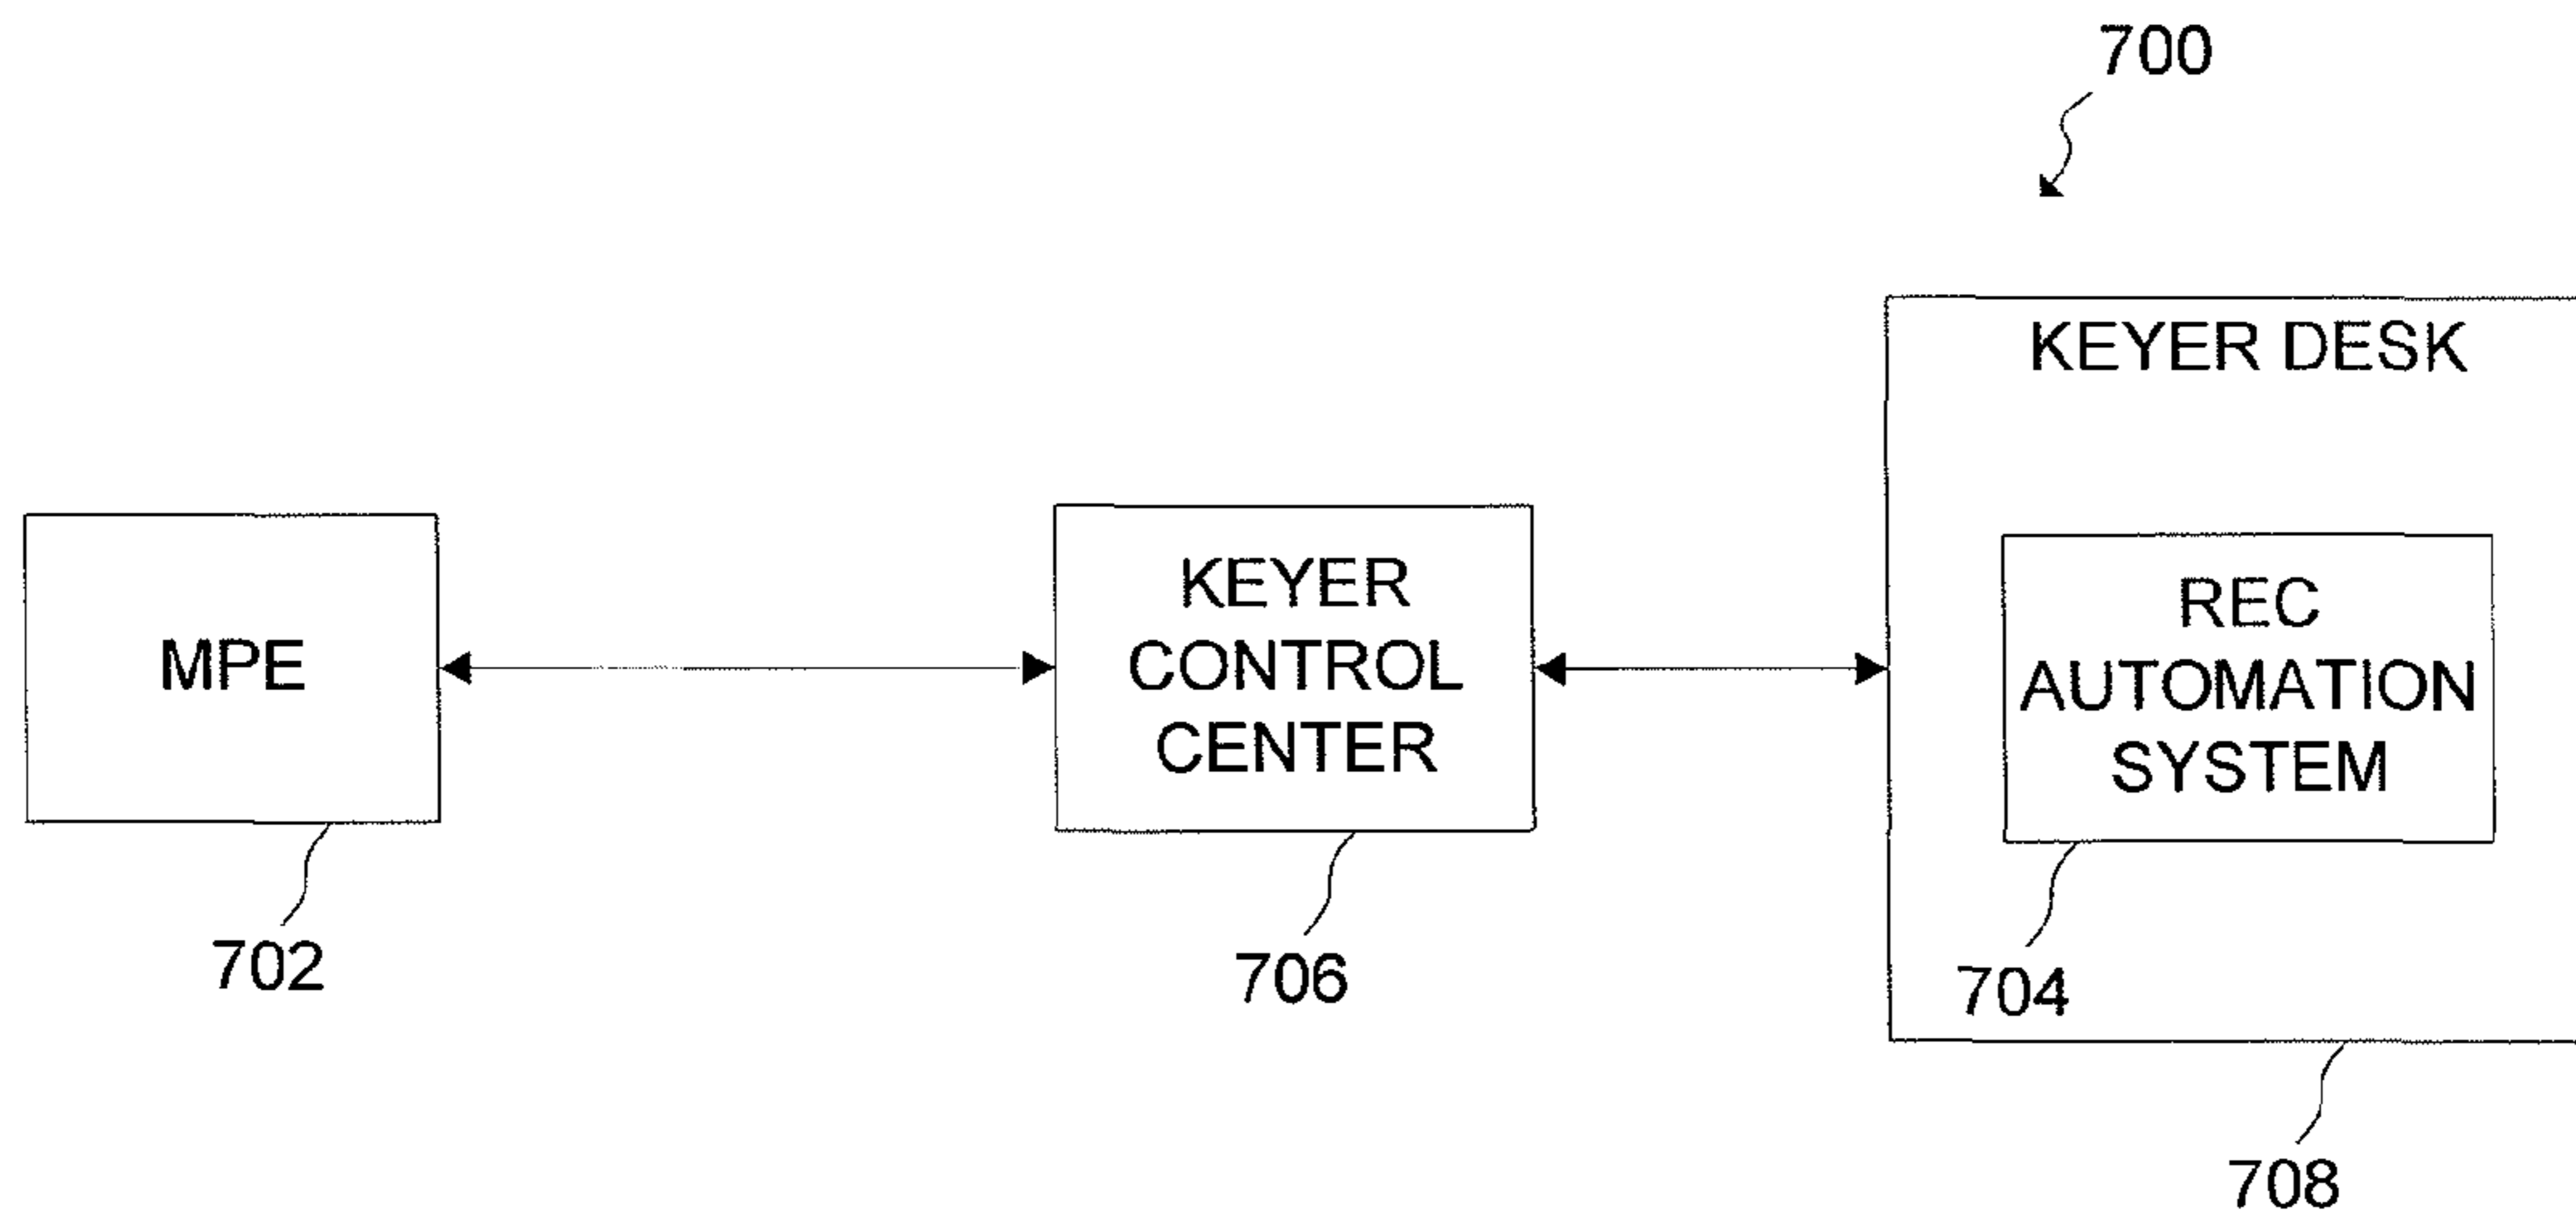 700
KEYER DESK
MPE
KEYER
CONTROL
CENTER
REC
AUTOMATION
SYSTEM
702
706
704
708